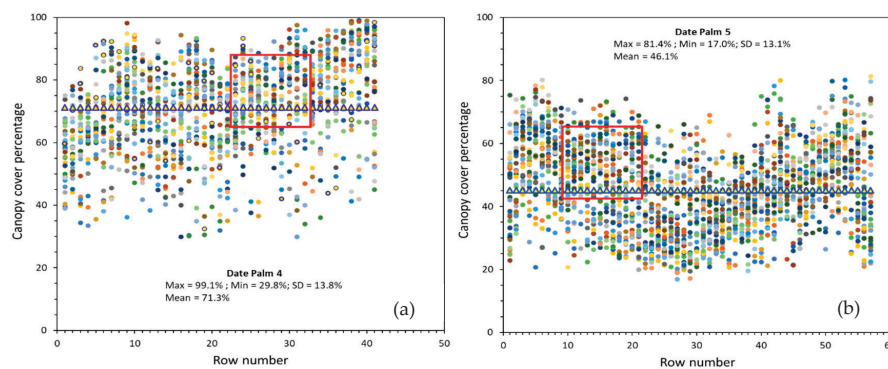 100
80
60
40
20
0
Canopy cover percentage
Date Palm 4
Max = 99.1% ; Min = 29.8%; SD = 13.8%
Mean = 71.3%
(a)
0 10 20 30 40 50
Row number
100
80
60
40
20
0
Canopy cover percentage
Date Palm 5
Max = 81.4% ; Min = 17.0%; SD = 13.1%
Mean = 46.1%
(b)
0 10 20 30 40 50
Row number